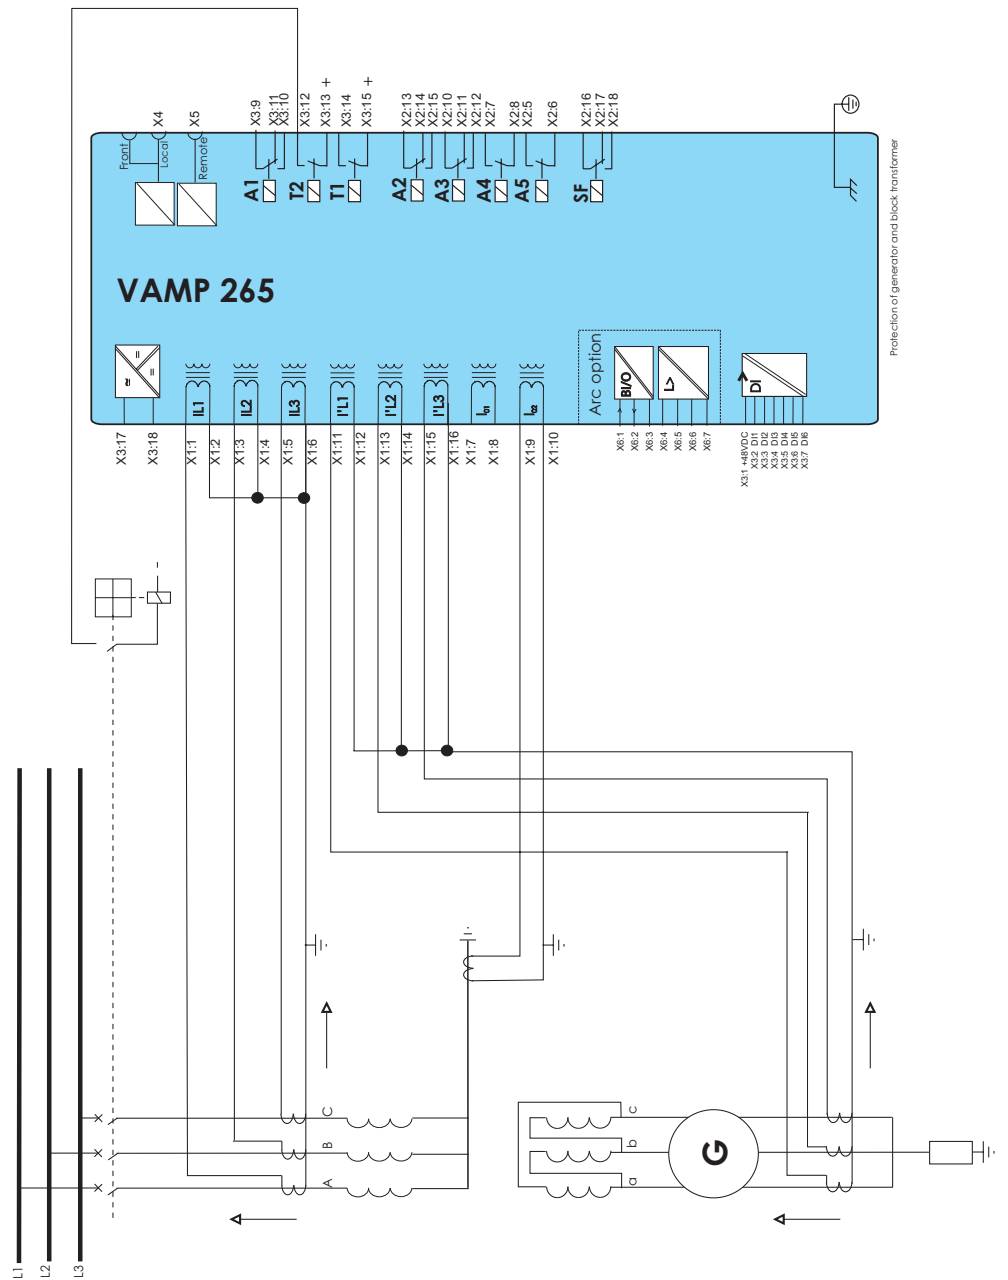 X3:9
X3:11
X3:10
X3:12
X3:13 +
X3:14
X3:15 +
X2:13
X2:14
X2:15
X2:10
X2:11
X2:12
X2:7
X2:8
X2:5
X2:6
X2:16
X2:17
X2:18
X4
X5
Front
Local
Remote
A1
T2
T1
A2
A3
A4
A5
SF
VAMP 265
Protection of generator and block transformer
IL1
IL2
IL3
I'L1
I'L2
I'L3
I01
I02
Arc option
BI/O
L>
DI
X3:17
X3:18
X1:1
X1:2
X1:3
X1:4
X1:5
X1:6
X1:11
X1:12
X1:13
X1:14
X1:15
X1:16
X1:7
X1:8
X1:9
X1:10
X6:1
X6:2
X6:3
X6:4
X6:5
X6:6
X6:7
X3:1 +48VDC
X3:2 DI1
X3:3 DI2
X3:4 DI3
X3:5 DI4
X3:6 DI5
X3:7 DI6
C
B
A
c
b
a
G
L1
L2
L3